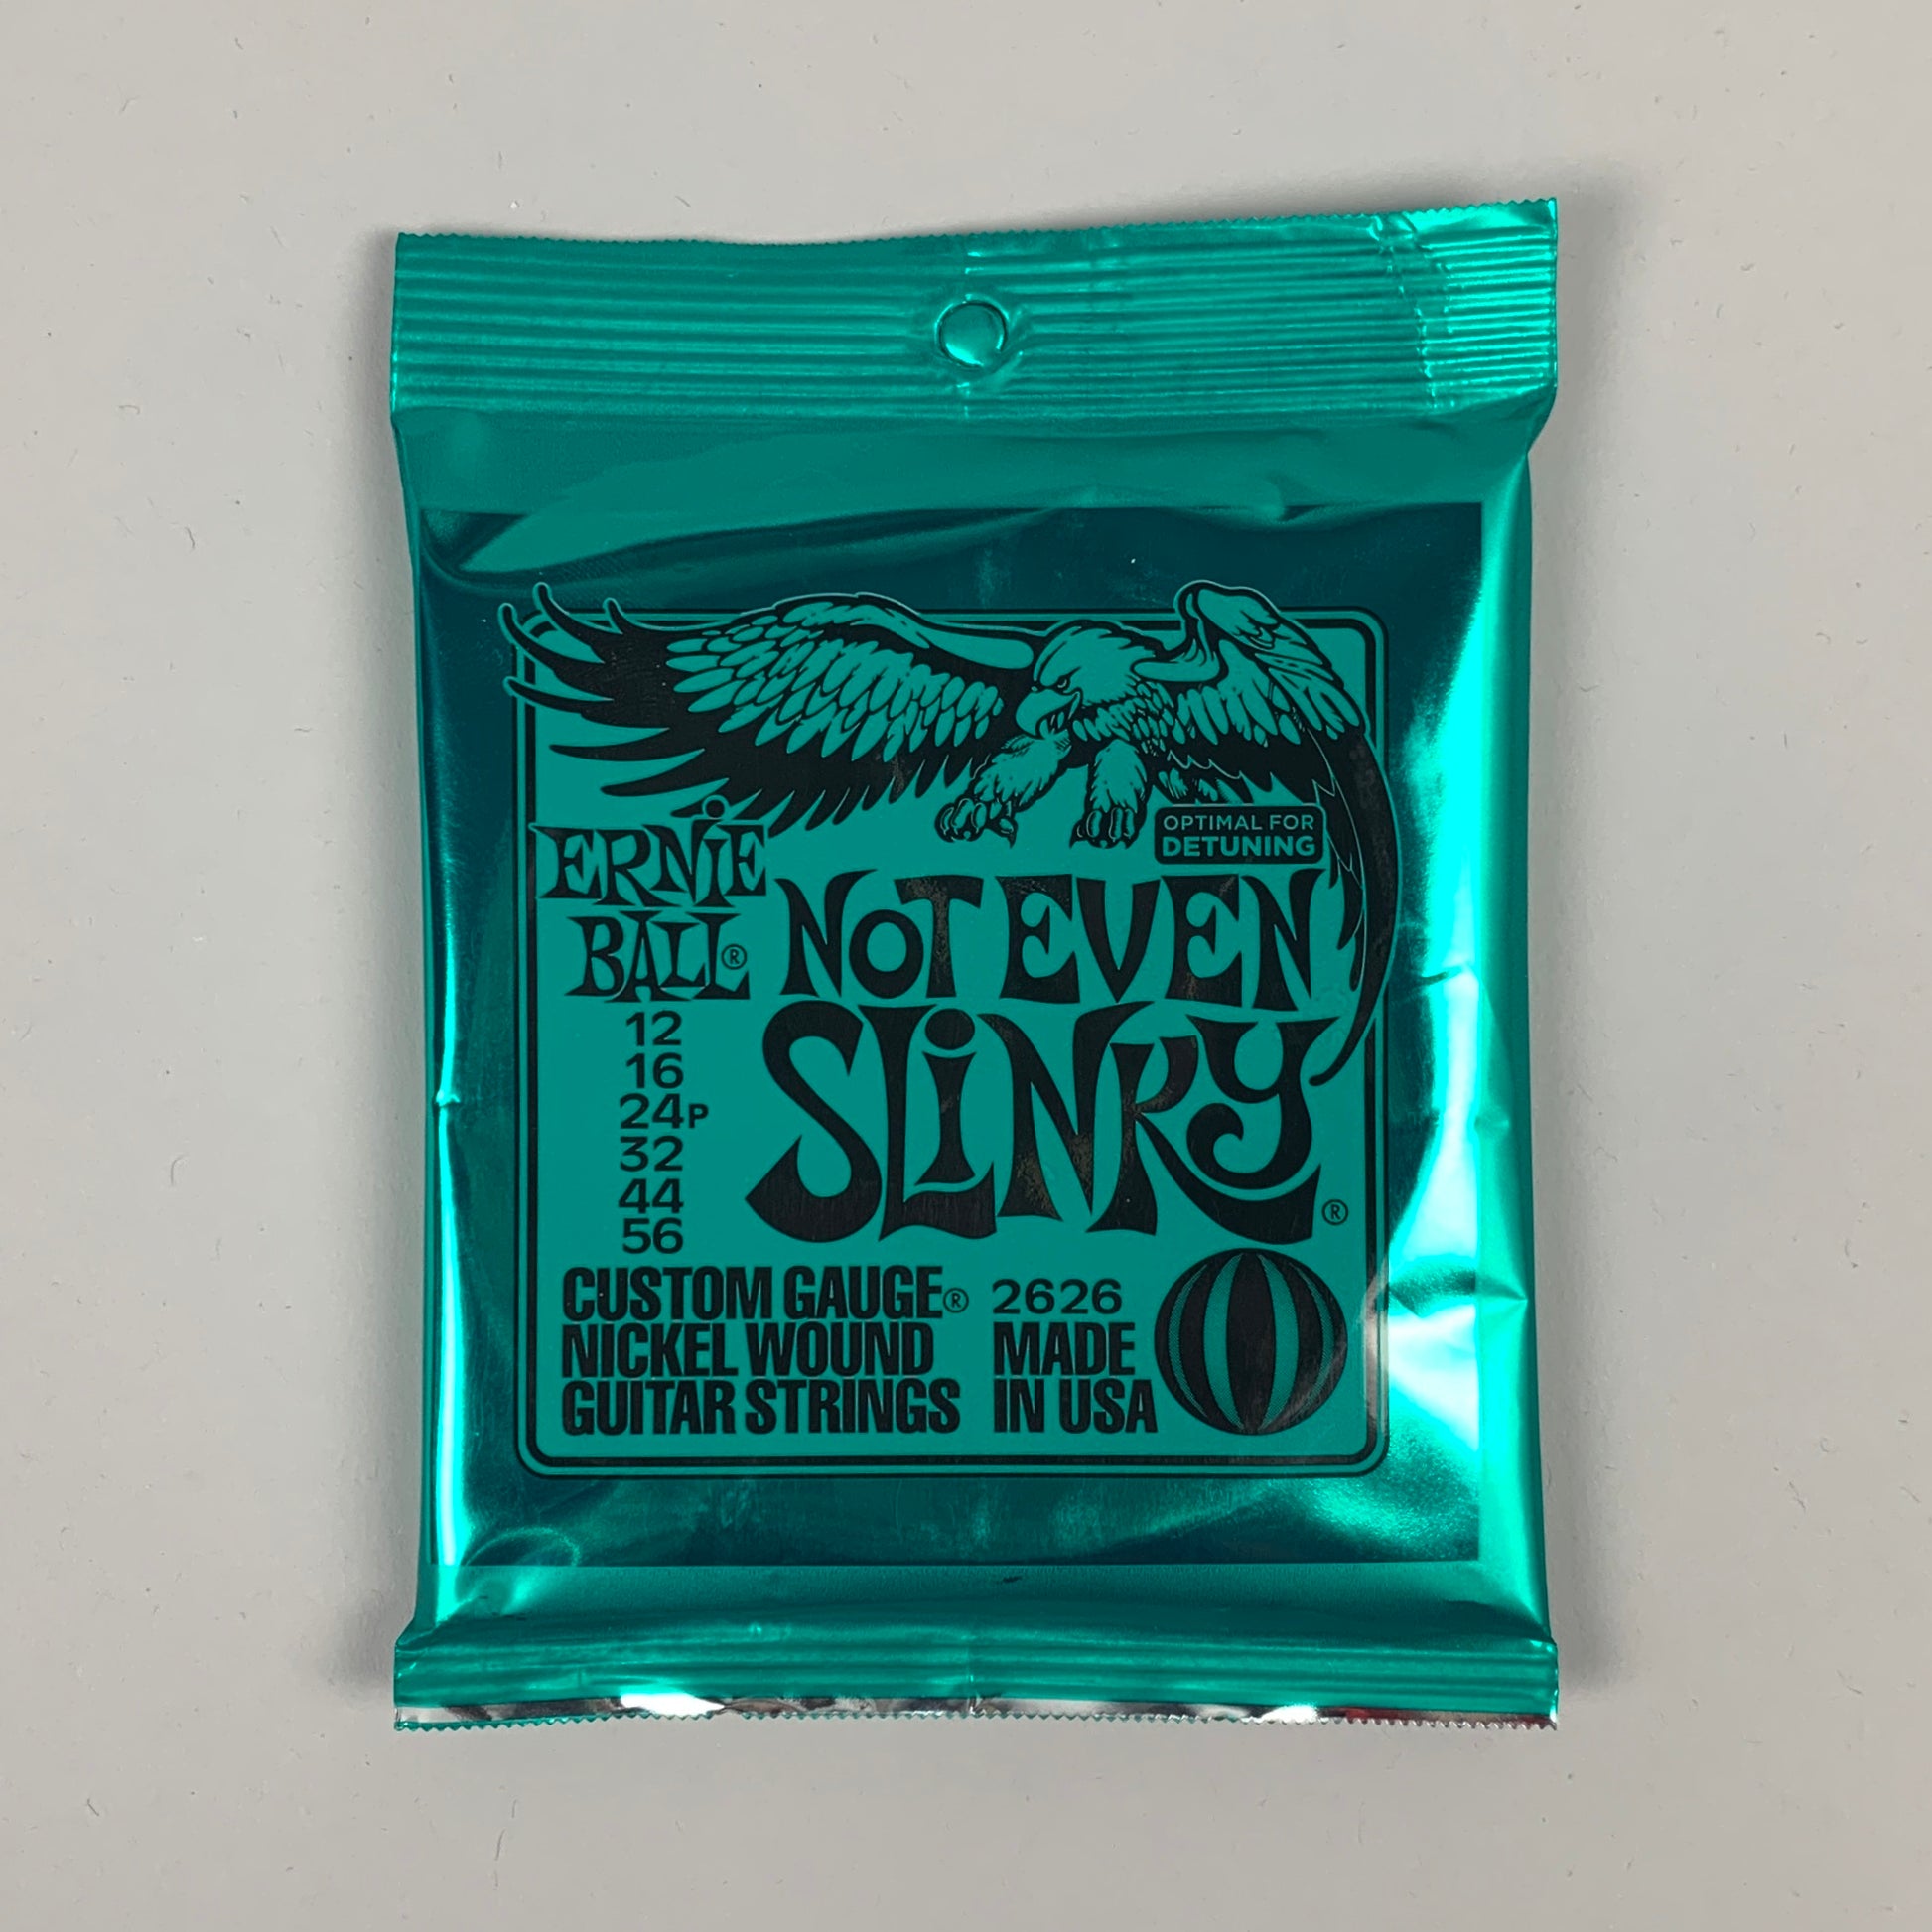 OPTIMAL FOR
DETUNING
ERNiE
BALL®
NOT EVEN
SLiNKY®
12
16
24P
32
44
56
CUSTOM GAUGE®
NICKEL WOUND
GUITAR STRINGS
2626
MADE
IN USA